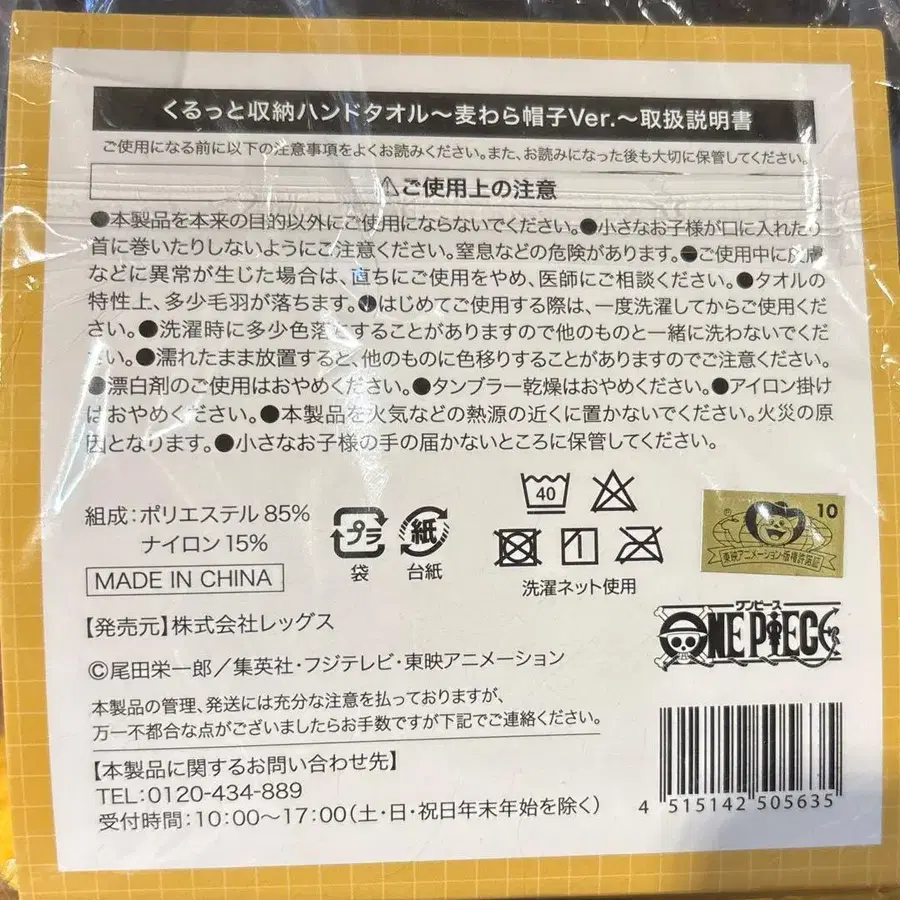 くるっと収納ハンドタオル～麦わら帽子Ver.～取扱説明書
ご使用になる前に以下の注意事項をよくお読みください。また、お読みになった後も大切に保管してください。
⚠ご使用上の注意
●本製品を本来の目的以外にご使用にならないでください。●小さなお子様が口に入れたり
首に巻いたりしないようにご注意ください。窒息などの危険があります。●ご使用中に皮膚
などに異常が生じた場合は、直ちにご使用をやめ、医師にご相談ください。●タオルの
特性上、多少毛羽が落ちます。●はじめてご使用する際は、一度洗濯してからご使用くだ
さい。●洗濯時に多少色落ちすることがありますので他のものと一緒に洗わないでくだ
さい。●濡れたまま放置すると、他のものに色移りすることがありますのでご注意ください。
●漂白剤のご使用はおやめください。●タンブラー乾燥はおやめください。●アイロン掛け
はおやめください。●本製品を火気などの熱源の近くに置かないでください。火災の原
因となります。●小さなお子様の手の届かないところに保管してください。
組成:ポリエステル 85%
ナイロン 15%
MADE IN CHINA
プラ
袋
紙
台紙
40
洗濯ネット使用
10
東映アニメーション・版権許諾証
【発売元】株式会社レッグス
©尾田栄一郎／集英社・フジテレビ・東映アニメーション
ワンピース
ONE PIECE
本製品の管理、発送には充分な注意を払っておりますが、
万一不都合な点がございましたらお手数ですが下記でご連絡ください。
【本製品に関するお問い合わせ先】
TEL:0120-434-889
受付時間:10:00～17:00(土・日・祝日年末年始を除く)
4 515142 505635